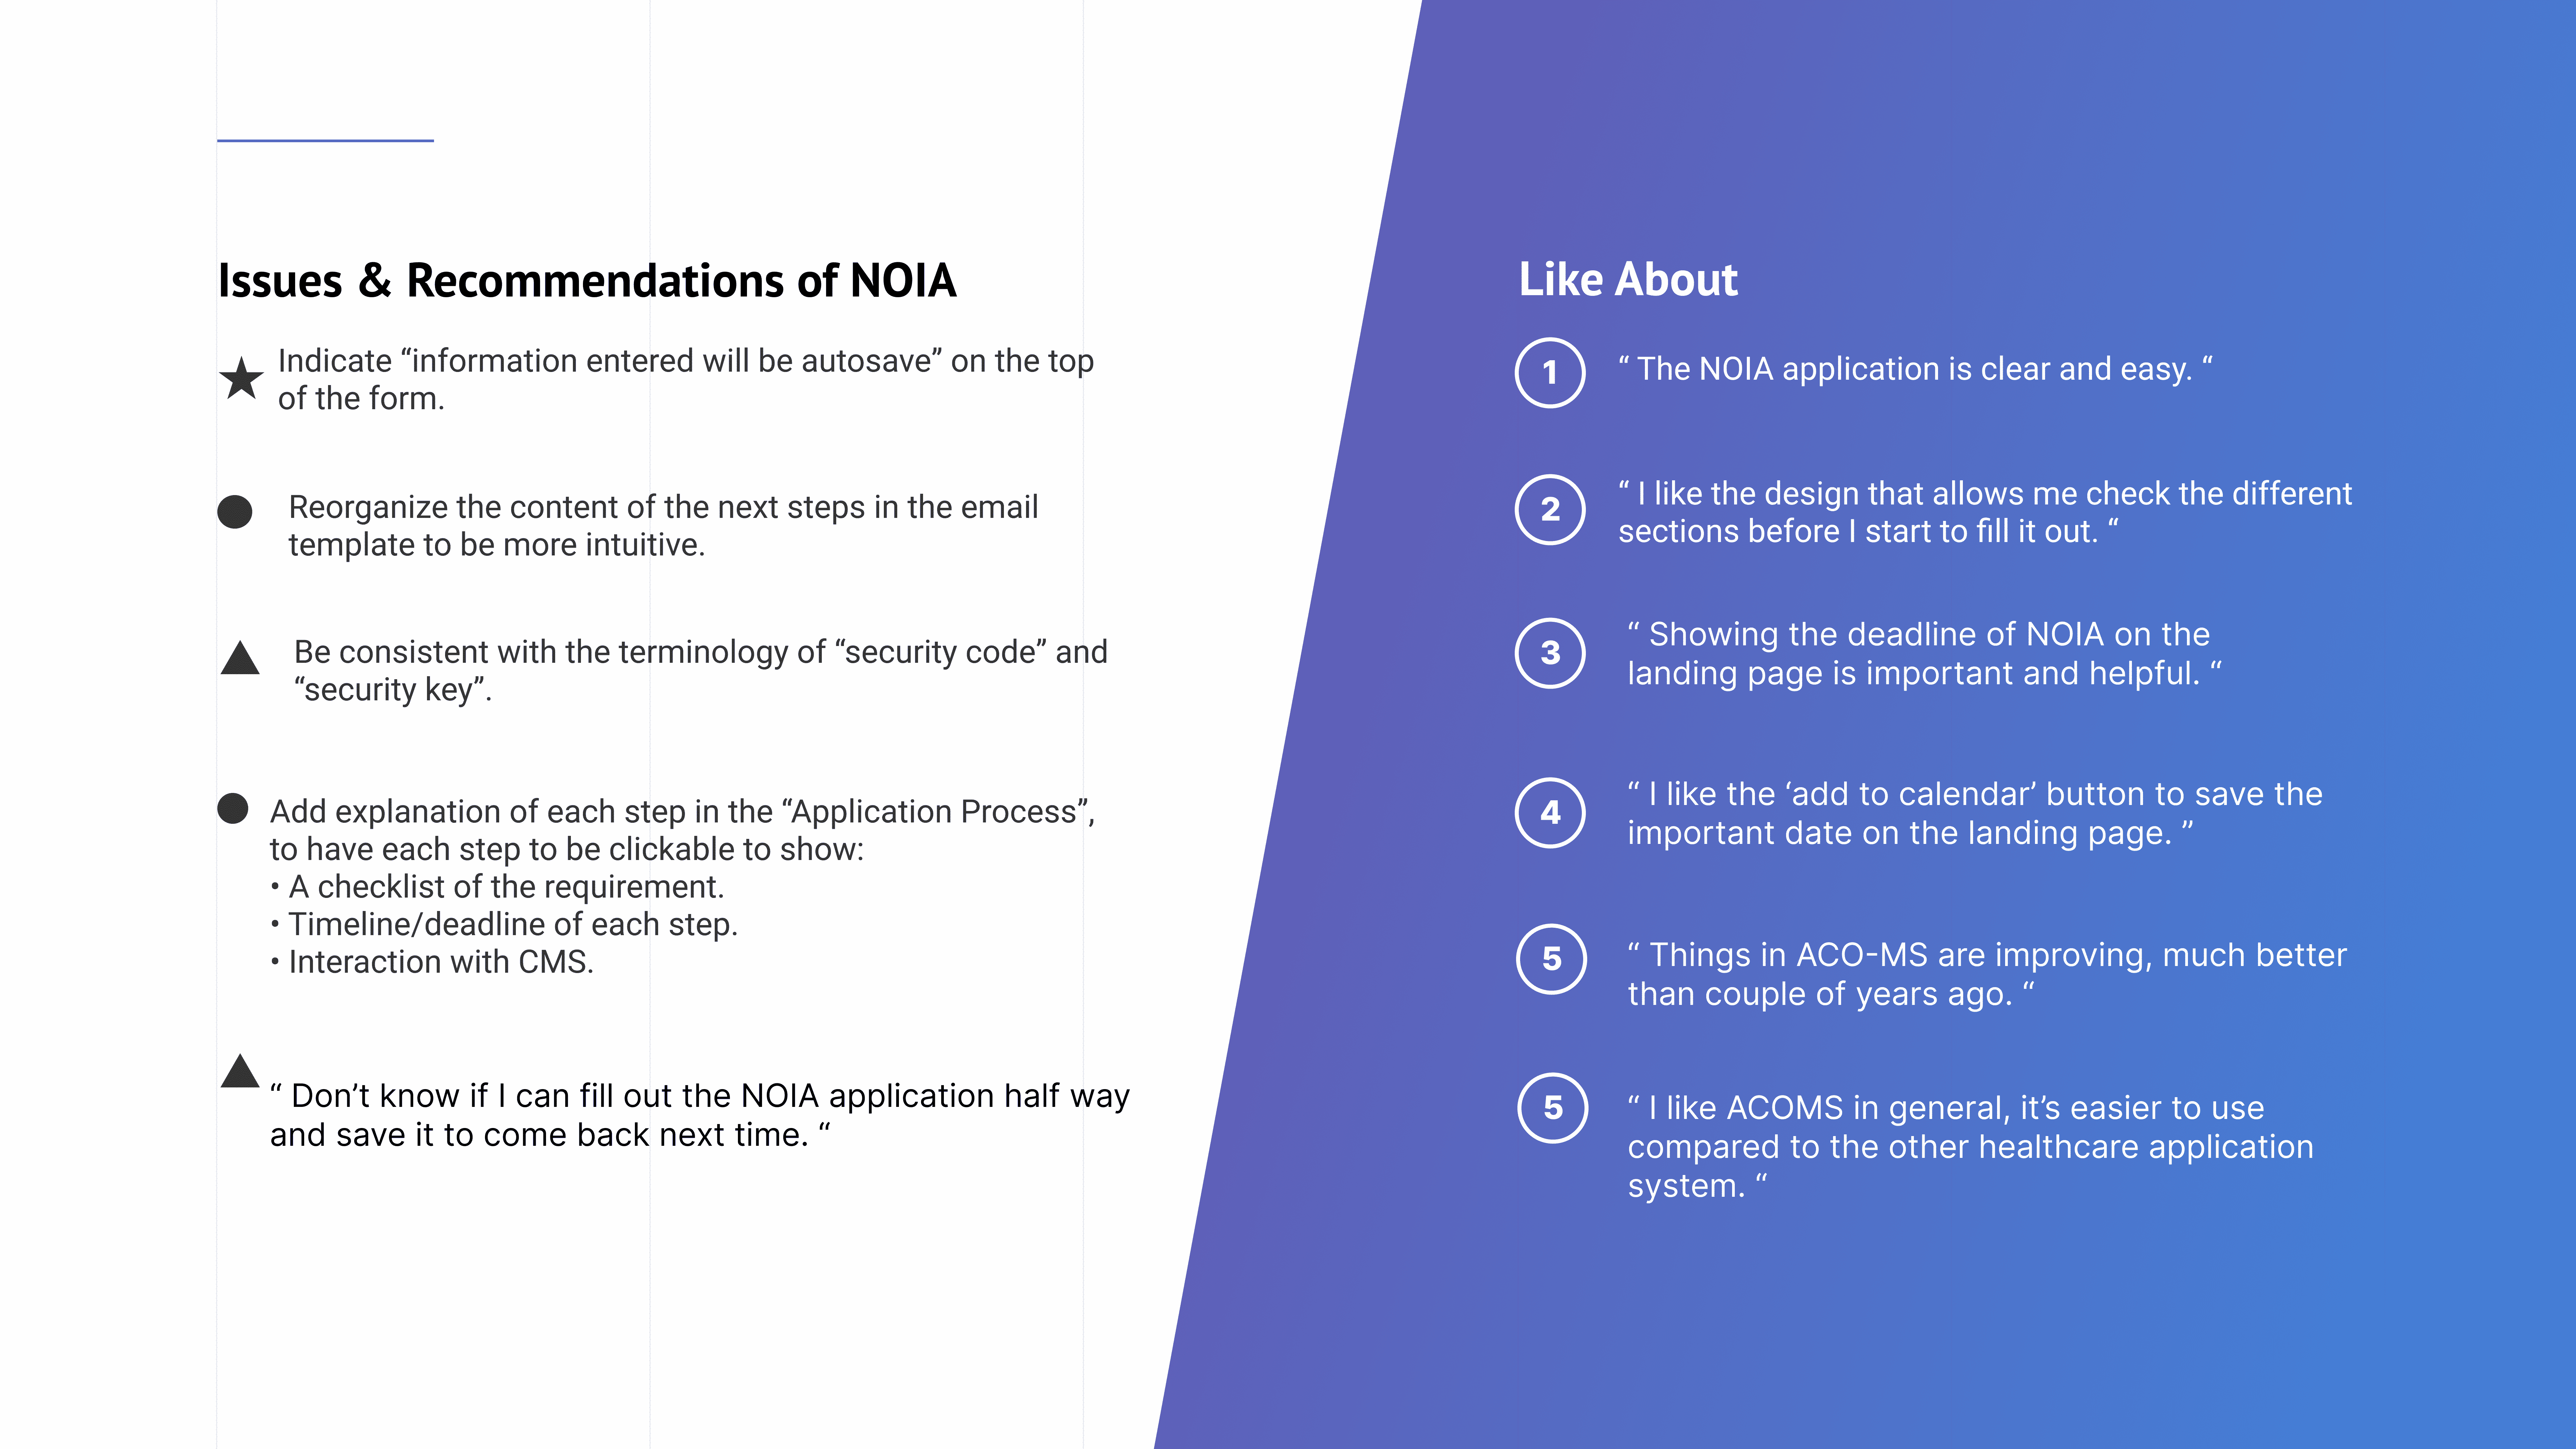 Issues & Recommendations of NOIA
Indicate “information entered will be autosave” on the top
of the form.
Reorganize the content of the next steps in the email
template to be more intuitive.
Be consistent with the terminology of “security code” and
“security key”.
Add explanation of each step in the “Application Process”,
to have each step to be clickable to show:
• A checklist of the requirement.
• Timeline/deadline of each step.
• Interaction with CMS.
“ Don’t know if I can fill out the NOIA application half way
and save it to come back next time. “
Like About
1 “ The NOIA application is clear and easy. “
2 “ I like the design that allows me check the different
sections before I start to fill it out. “
3 “ Showing the deadline of NOIA on the
landing page is important and helpful. “
4 “ I like the ‘add to calendar’ button to save the
important date on the landing page. ”
5 “ Things in ACO-MS are improving, much better
than couple of years ago. “
5 “ I like ACOMS in general, it’s easier to use
compared to the other healthcare application
system. “